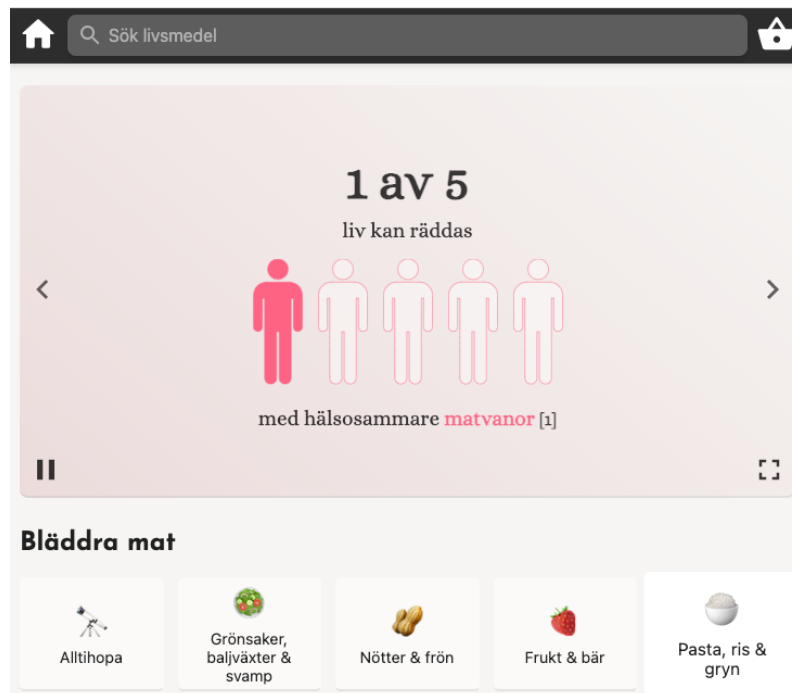 Sök livsmedel
1 av 5
liv kan räddas
med hälsosammare matvanor [1]
Bläddra mat
Alltihopa
Grönsaker,
baljväxter &
svamp
Nötter & frön
Frukt & bär
Pasta, ris &
gryn